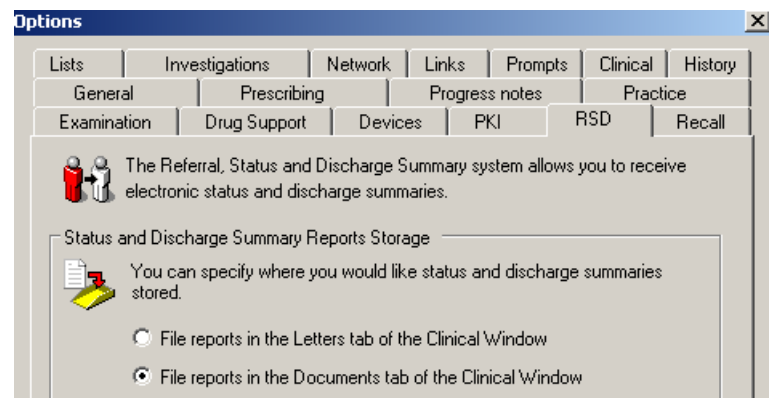 Options
Lists Investigations Network Links Prompts Clinical History
General Prescribing Progress notes Practice
Examination Drug Support Devices PKI RSD Recall
The Referral, Status and Discharge Summary system allows you to receive
electronic status and discharge summaries.
Status and Discharge Summary Reports Storage
You can specify where you would like status and discharge summaries
stored.
File reports in the Letters tab of the Clinical Window
File reports in the Documents tab of the Clinical Window